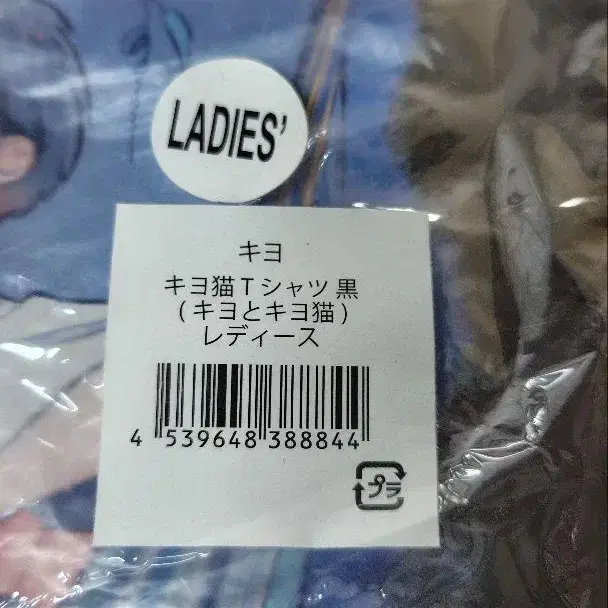 LADIES'
キヨ
キヨ猫Tシャツ 黒
(キヨとキヨ猫)
レディース
4 539648 388844
プラ